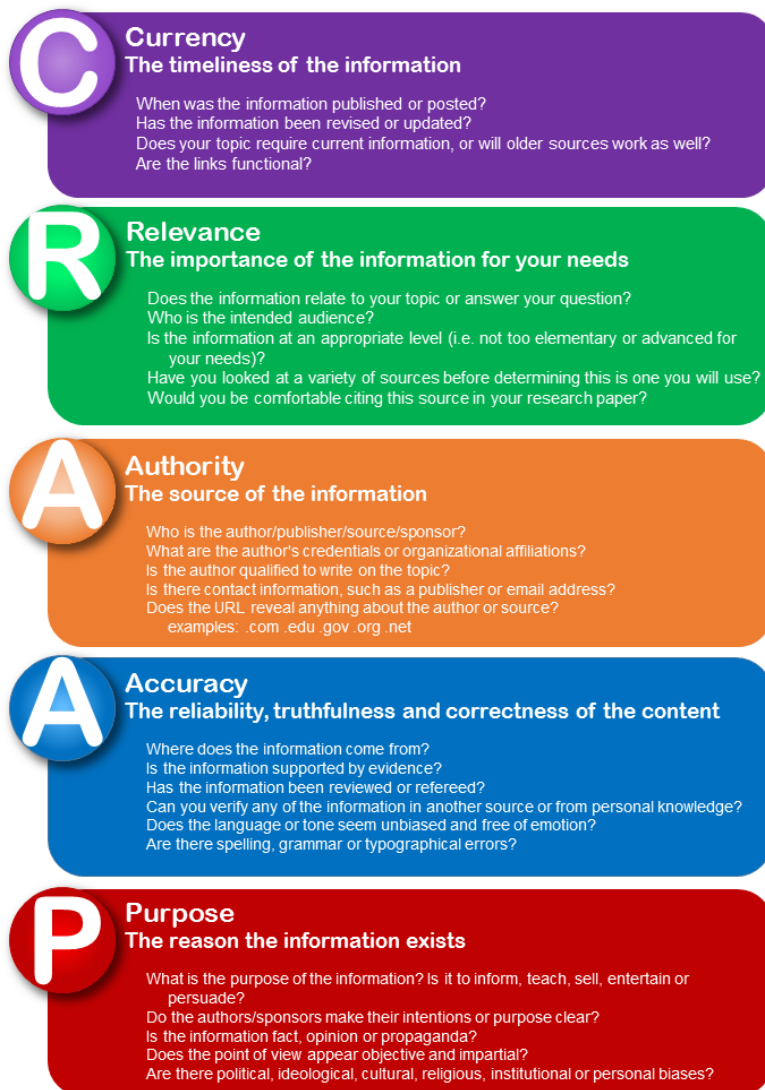 C
Currency
The timeliness of the information
When was the information published or posted?
Has the information been revised or updated?
Does your topic require current information, or will older sources work as well?
Are the links functional?
R
Relevance
The importance of the information for your needs
Does the information relate to your topic or answer your question?
Who is the intended audience?
Is the information at an appropriate level (i.e. not too elementary or advanced for
your needs)?
Have you looked at a variety of sources before determining this is one you will use?
Would you be comfortable citing this source in your research paper?
A
Authority
The source of the information
Who is the author/publisher/source/sponsor?
What are the author's credentials or organizational affiliations?
Is the author qualified to write on the topic?
Is there contact information, such as a publisher or email address?
Does the URL reveal anything about the author or source?
examples: .com .edu .gov .org .net
A
Accuracy
The reliability, truthfulness and correctness of the content
Where does the information come from?
Is the information supported by evidence?
Has the information been reviewed or refereed?
Can you verify any of the information in another source or from personal knowledge?
Does the language or tone seem unbiased and free of emotion?
Are there spelling, grammar or typographical errors?
P
Purpose
The reason the information exists
What is the purpose of the information? Is it to inform, teach, sell, entertain or
persuade?
Do the authors/sponsors make their intentions or purpose clear?
Is the information fact, opinion or propaganda?
Does the point of view appear objective and impartial?
Are there political, ideological, cultural, religious, institutional or personal biases?